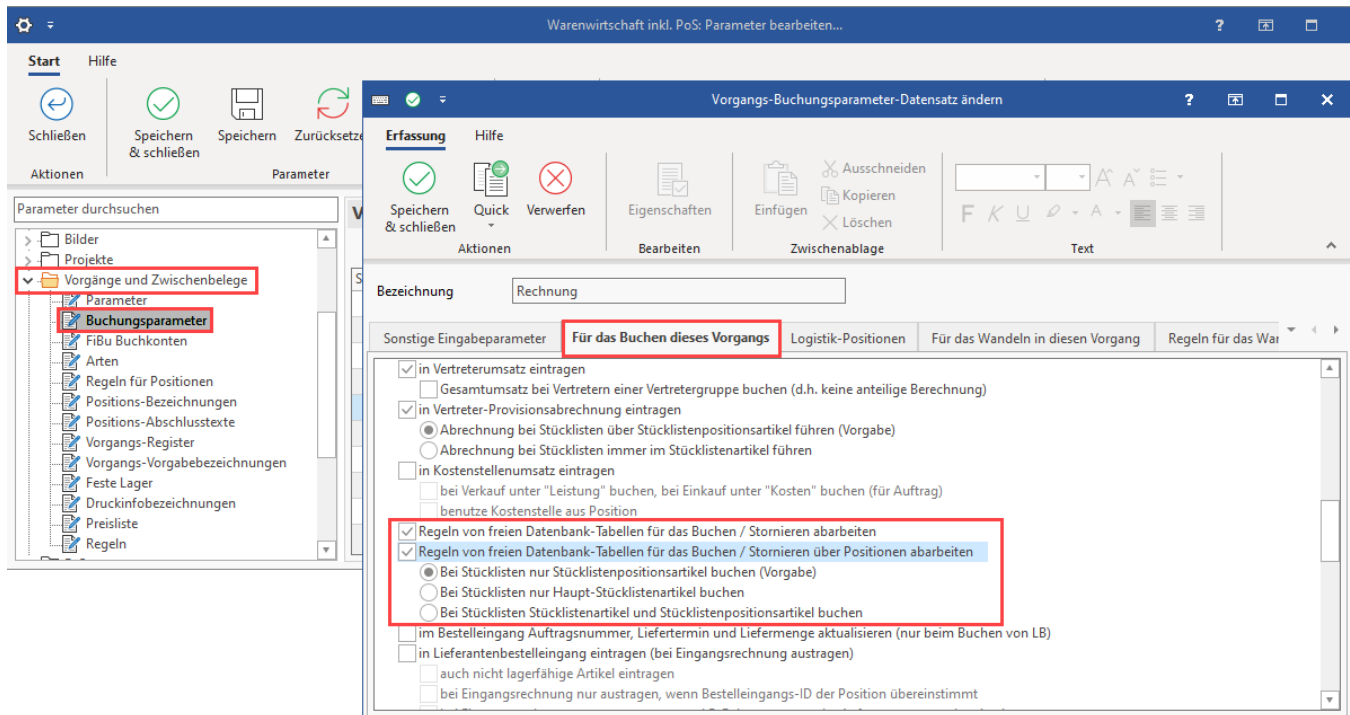 Warenwirtschaft inkl. PoS: Parameter bearbeiten...
?
Start Hilfe
Schließen
Speichern & schließen
Speichern
Zurücksetze
Aktionen
Parameter
Parameter durchsuchen
V
S
Bilder
Projekte
Vorgänge und Zwischenbelege
Parameter
Buchungsparameter
FiBu Buchkonten
Arten
Regeln für Positionen
Positions-Bezeichnungen
Positions-Abschlusstexte
Vorgangs-Register
Vorgangs-Vorgabebezeichnungen
Feste Lager
Druckinfobezeichnungen
Preisliste
Regeln
Vorgangs-Buchungsparameter-Datensatz ändern
?
Erfassung Hilfe
Speichern & schließen
Quick
Verwerfen
Eigenschaften
Einfügen
Ausschneiden
Kopieren
Löschen
A A
F K U A
Aktionen
Bearbeiten
Zwischenablage
Text
Bezeichnung Rechnung
Sonstige Eingabeparameter
Für das Buchen dieses Vorgangs
Logistik-Positionen
Für das Wandeln in diesen Vorgang
Regeln für das War
in Vertreterumsatz eintragen
Gesamtumsatz bei Vertretern einer Vertretergruppe buchen (d.h. keine anteilige Berechnung)
in Vertreter-Provisionsabrechnung eintragen
Abrechnung bei Stücklisten über Stücklistenpositionsartikel führen (Vorgabe)
Abrechnung bei Stücklisten immer im Stücklistenartikel führen
in Kostenstellenumsatz eintragen
bei Verkauf unter "Leistung" buchen, bei Einkauf unter "Kosten" buchen (für Auftrag)
benutze Kostenstelle aus Position
Regeln von freien Datenbank-Tabellen für das Buchen / Stornieren abarbeiten
Regeln von freien Datenbank-Tabellen für das Buchen / Stornieren über Positionen abarbeiten
Bei Stücklisten nur Stücklistenpositionsartikel buchen (Vorgabe)
Bei Stücklisten nur Haupt-Stücklistenartikel buchen
Bei Stücklisten Stücklistenartikel und Stücklistenpositionsartikel buchen
im Bestelleingang Auftragsnummer, Liefertermin und Liefermenge aktualisieren (nur beim Buchen von LB)
in Lieferantenbestelleingang eintragen (bei Eingangsrechnung austragen)
auch nicht lagerfähige Artikel eintragen
bei Eingangsrechnung nur austragen, wenn Bestelleingangs-ID der Position übereinstimmt